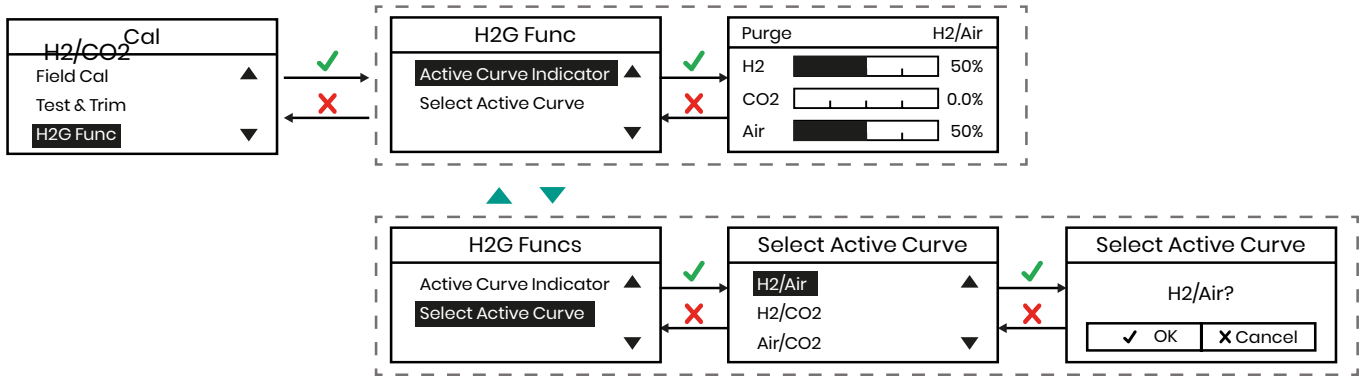 Cal
H2/CO2
Field Cal
Test & Trim
H2G Func
H2G Func
Active Curve Indicator
Select Active Curve
Purge H2/Air
H2 50%
CO2 0.0%
Air 50%
H2G Funcs
Active Curve Indicator
Select Active Curve
Select Active Curve
H2/Air
H2/CO2
Air/CO2
Select Active Curve
H2/Air?
OK Cancel